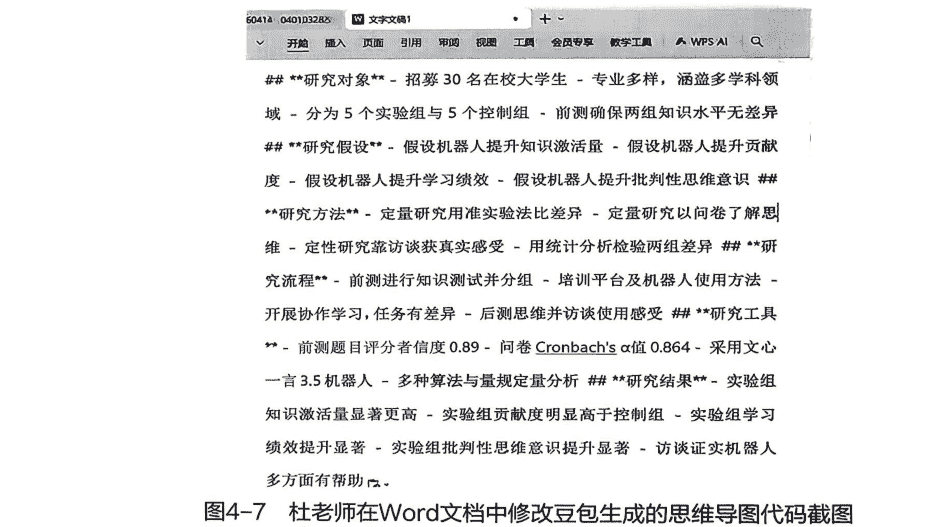 60414 0401032855 W 文字文稿1 • + ⌄
⌄ 开始 插入 页面 引用 审阅 视图 工具 会员专享 教学工具 WPS AI
## **研究对象** - 招募 30 名在校大学生 - 专业多样，涵盖多学科领
域 - 分为 5 个实验组与 5 个控制组 - 前测确保两组知识水平无差异
## **研究假设** - 假设机器人提升知识激活量 - 假设机器人提升贡献
度 - 假设机器人提升学习绩效 - 假设机器人提升批判性思维意识 ##
**研究方法** - 定量研究用准实验法比差异 - 定量研究以问卷了解思
维 - 定性研究靠访谈获真实感受 - 用统计分析检验两组差异 ## **研
究流程** - 前测进行知识测试并分组 - 培训平台及机器人使用方法 -
开展协作学习，任务有差异 - 后测思维并访谈使用感受 ## **研究工具
** - 前测题目评分者信度 0.89 - 问卷 Cronbach's α值 0.864 - 采用文心
一言 3.5 机器人 - 多种算法与量规定量分析 ## **研究结果** - 实验组
知识激活量显著更高 - 实验组贡献度明显高于控制组 - 实验组学习
绩效提升显著 - 实验组批判性思维意识提升显著 - 访谈证实机器人
多方面有帮助
图4-7 杜老师在Word文档中修改豆包生成的思维导图代码截图